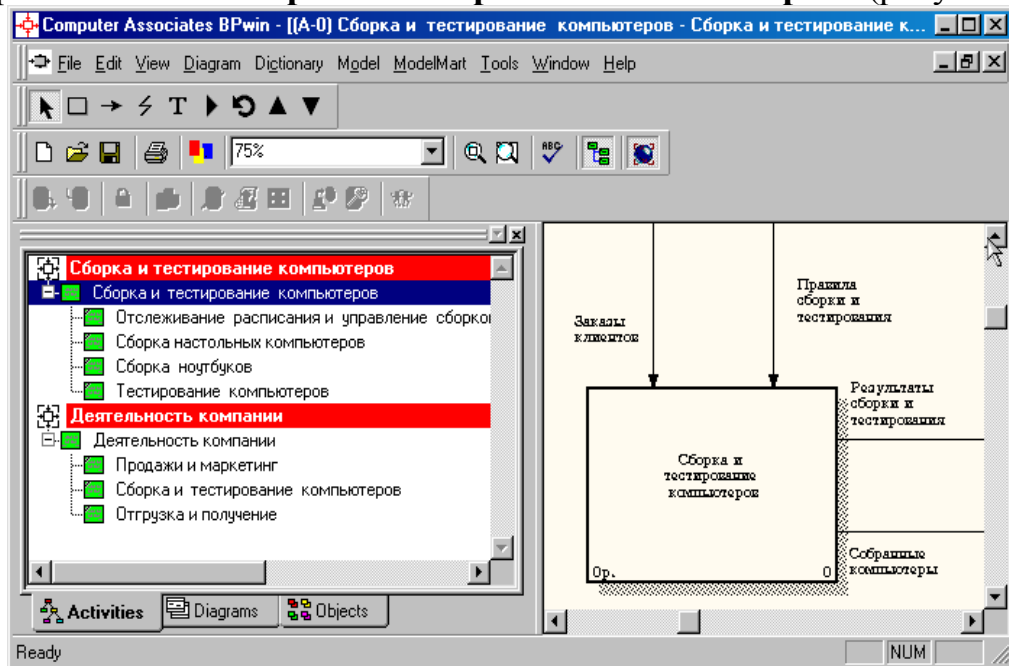 Computer Associates BPwin - [(A-0) Сборка и тестирование компьютеров - Сборка и тестирование к...
File Edit View Diagram Dictionary Model ModelMart Tools Window Help
T
75%
ABC
Сборка и тестирование компьютеров
Сборка и тестирование компьютеров
Отслеживание расписания и управление сборко
Сборка настольных компьютеров
Сборка ноутбуков
Тестирование компьютеров
Деятельность компании
Деятельность компании
Продажи и маркетинг
Сборка и тестирование компьютеров
Отгрузка и получение
Activities Diagrams Objects
Заказы
клиентов
Правила
сборки и
тестирования
Результаты
сборки и
тестирования
Сборка и
тестирование
компьютеров
0р. 0
Собранные
компьютеры
Ready NUM